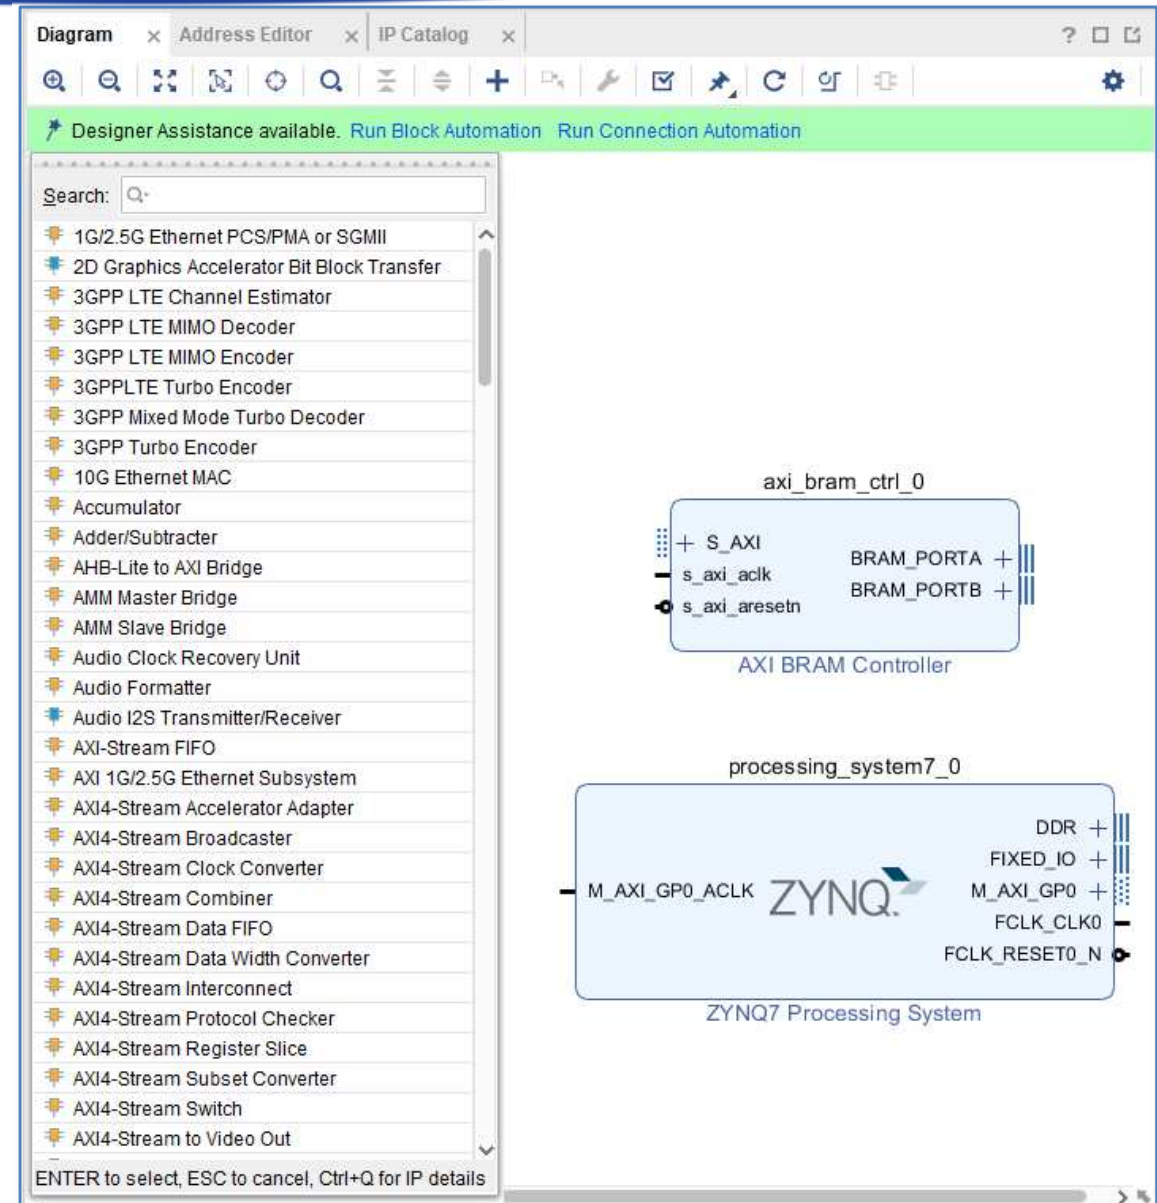 Diagram × Address Editor × IP Catalog ×
Designer Assistance available. Run Block Automation Run Connection Automation
Search:
1G/2.5G Ethernet PCS/PMA or SGMII
2D Graphics Accelerator Bit Block Transfer
3GPP LTE Channel Estimator
3GPP LTE MIMO Decoder
3GPP LTE MIMO Encoder
3GPPLTE Turbo Encoder
3GPP Mixed Mode Turbo Decoder
3GPP Turbo Encoder
10G Ethernet MAC
Accumulator
Adder/Subtracter
AHB-Lite to AXI Bridge
AMM Master Bridge
AMM Slave Bridge
Audio Clock Recovery Unit
Audio Formatter
Audio I2S Transmitter/Receiver
AXI-Stream FIFO
AXI 1G/2.5G Ethernet Subsystem
AXI4-Stream Accelerator Adapter
AXI4-Stream Broadcaster
AXI4-Stream Clock Converter
AXI4-Stream Combiner
AXI4-Stream Data FIFO
AXI4-Stream Data Width Converter
AXI4-Stream Interconnect
AXI4-Stream Protocol Checker
AXI4-Stream Register Slice
AXI4-Stream Subset Converter
AXI4-Stream Switch
AXI4-Stream to Video Out
ENTER to select, ESC to cancel, Ctrl+Q for IP details
axi_bram_ctrl_0
S_AXI
s_axi_aclk
s_axi_aresetn
BRAM_PORTA
BRAM_PORTB
AXI BRAM Controller
processing_system7_0
M_AXI_GP0_ACLK
ZYNQ.
DDR
FIXED_IO
M_AXI_GP0
FCLK_CLK0
FCLK_RESET0_N
ZYNQ7 Processing System